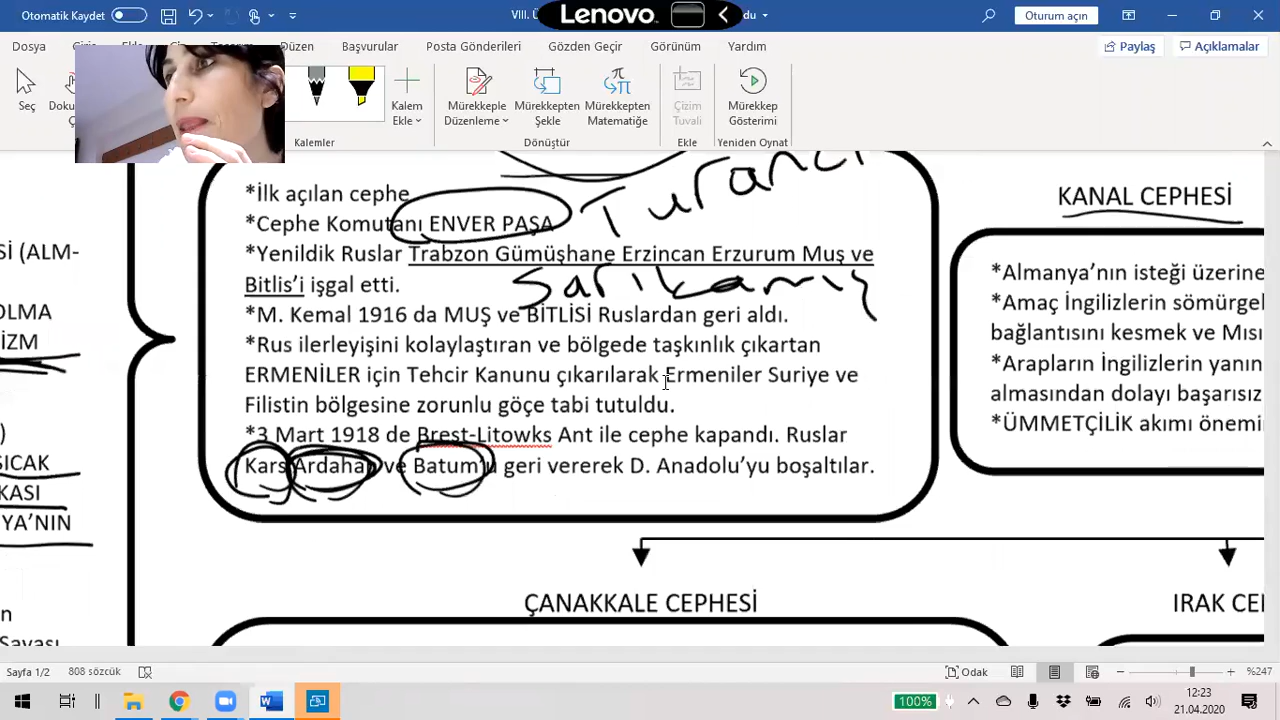 Otomatik Kaydet
VIII. Ü
Lenovo
du
Oturum açın
Dosya
Giriş
Ekle
Çiz
Tasarım
Düzen
Başvurular
Posta Gönderileri
Gözden Geçir
Görünüm
Yardım
Paylaş
Açıklamalar
Seç
Kalem
Ekle
Mürekkeple
Düzenleme
Mürekkepten
Şekle
Mürekkepten
Matematiğe
Çizim
Tuvali
Mürekkep
Gösterimi
Kalemler
Dönüştür
Ekle
Yeniden Oynat
Turancı
*İlk açılan cephe
*Cephe Komutanı ENVER PAŞA
*Yenildik Ruslar Trabzon Gümüşhane Erzincan Erzurum Muş ve
Bitlis’i işgal etti.
Sarıkamış
*M. Kemal 1916 da MUŞ ve BİTLİSİ Ruslardan geri aldı.
*Rus ilerleyişini kolaylaştıran ve bölgede taşkınlık çıkartan
ERMENİLER için Tehcir Kanunu çıkarılarak Ermeniler Suriye ve
Filistin bölgesine zorunlu göçe tabi tutuldu.
*3 Mart 1918 de Brest-Litowks Ant ile cephe kapandı. Ruslar
Kars Ardahan ve Batum’u geri vererek D. Anadolu’yu boşaltılar.
KANAL CEPHESİ
*Almanya’nın isteği üzerine
*Amaç İngilizlerin sömürgel
bağlantısını kesmek ve Mısı
*Arapların İngilizlerin yanın
almasından dolayı başarısız
*ÜMMETÇİLİK akımı önemi
Sİ (ALM-
OLMA
İZM
)
SICAK
KASI
YA’NIN
n
Savaşı
ÇANAKKALE CEPHESİ
IRAK CE
Sayfa 1/2
808 sözcük
Odak
%247
100%
12:23
21.04.2020